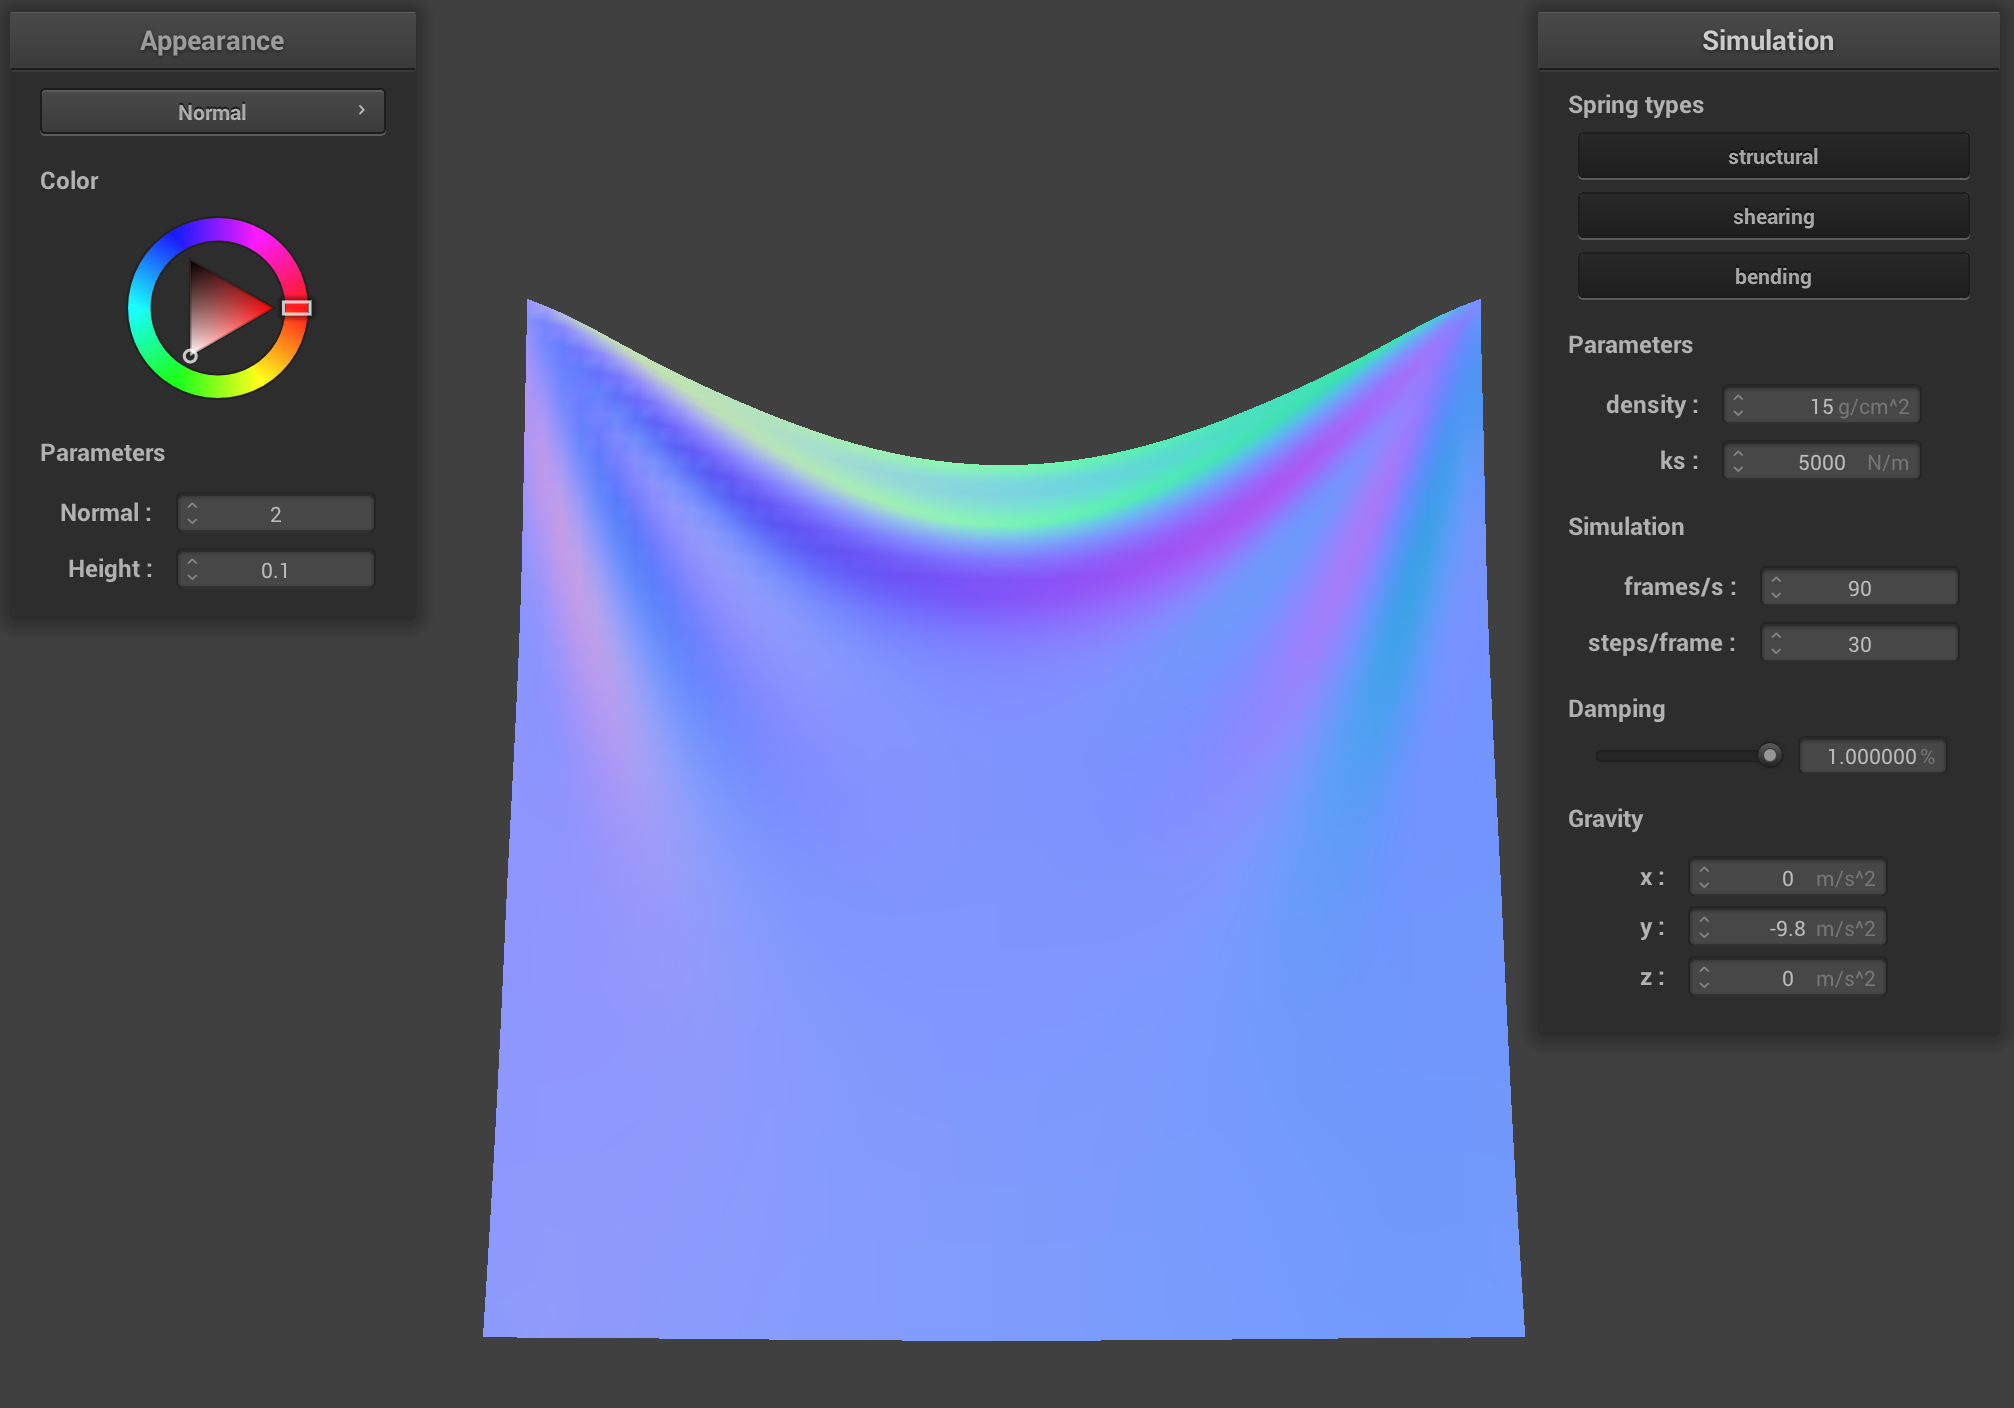 Appearance
Normal
Color
Parameters
Normal : 2
Height : 0.1
Simulation
Spring types
structural
shearing
bending
Parameters
density : 15 g/cm^2
ks : 5000 N/m
Simulation
frames/s : 90
steps/frame : 30
Damping
1.000000 %
Gravity
x : 0 m/s^2
y : -9.8 m/s^2
z : 0 m/s^2